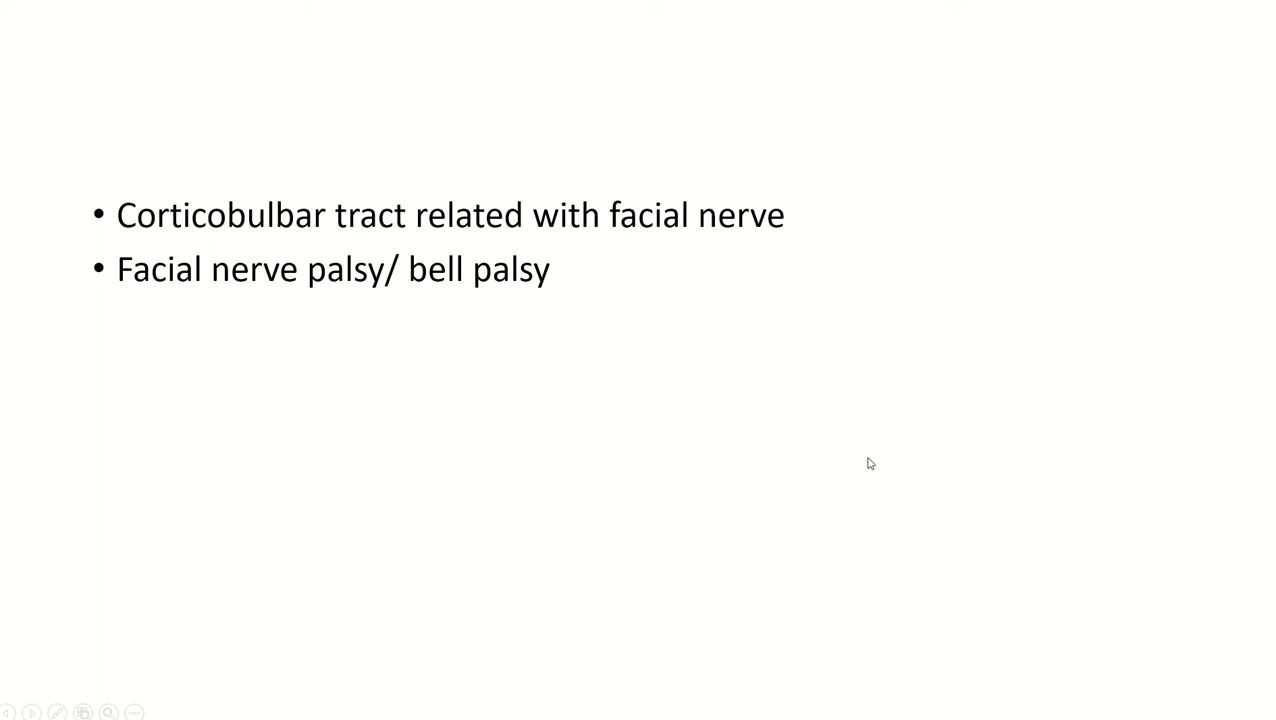 • Corticobulbar tract related with facial nerve
• Facial nerve palsy/ bell palsy